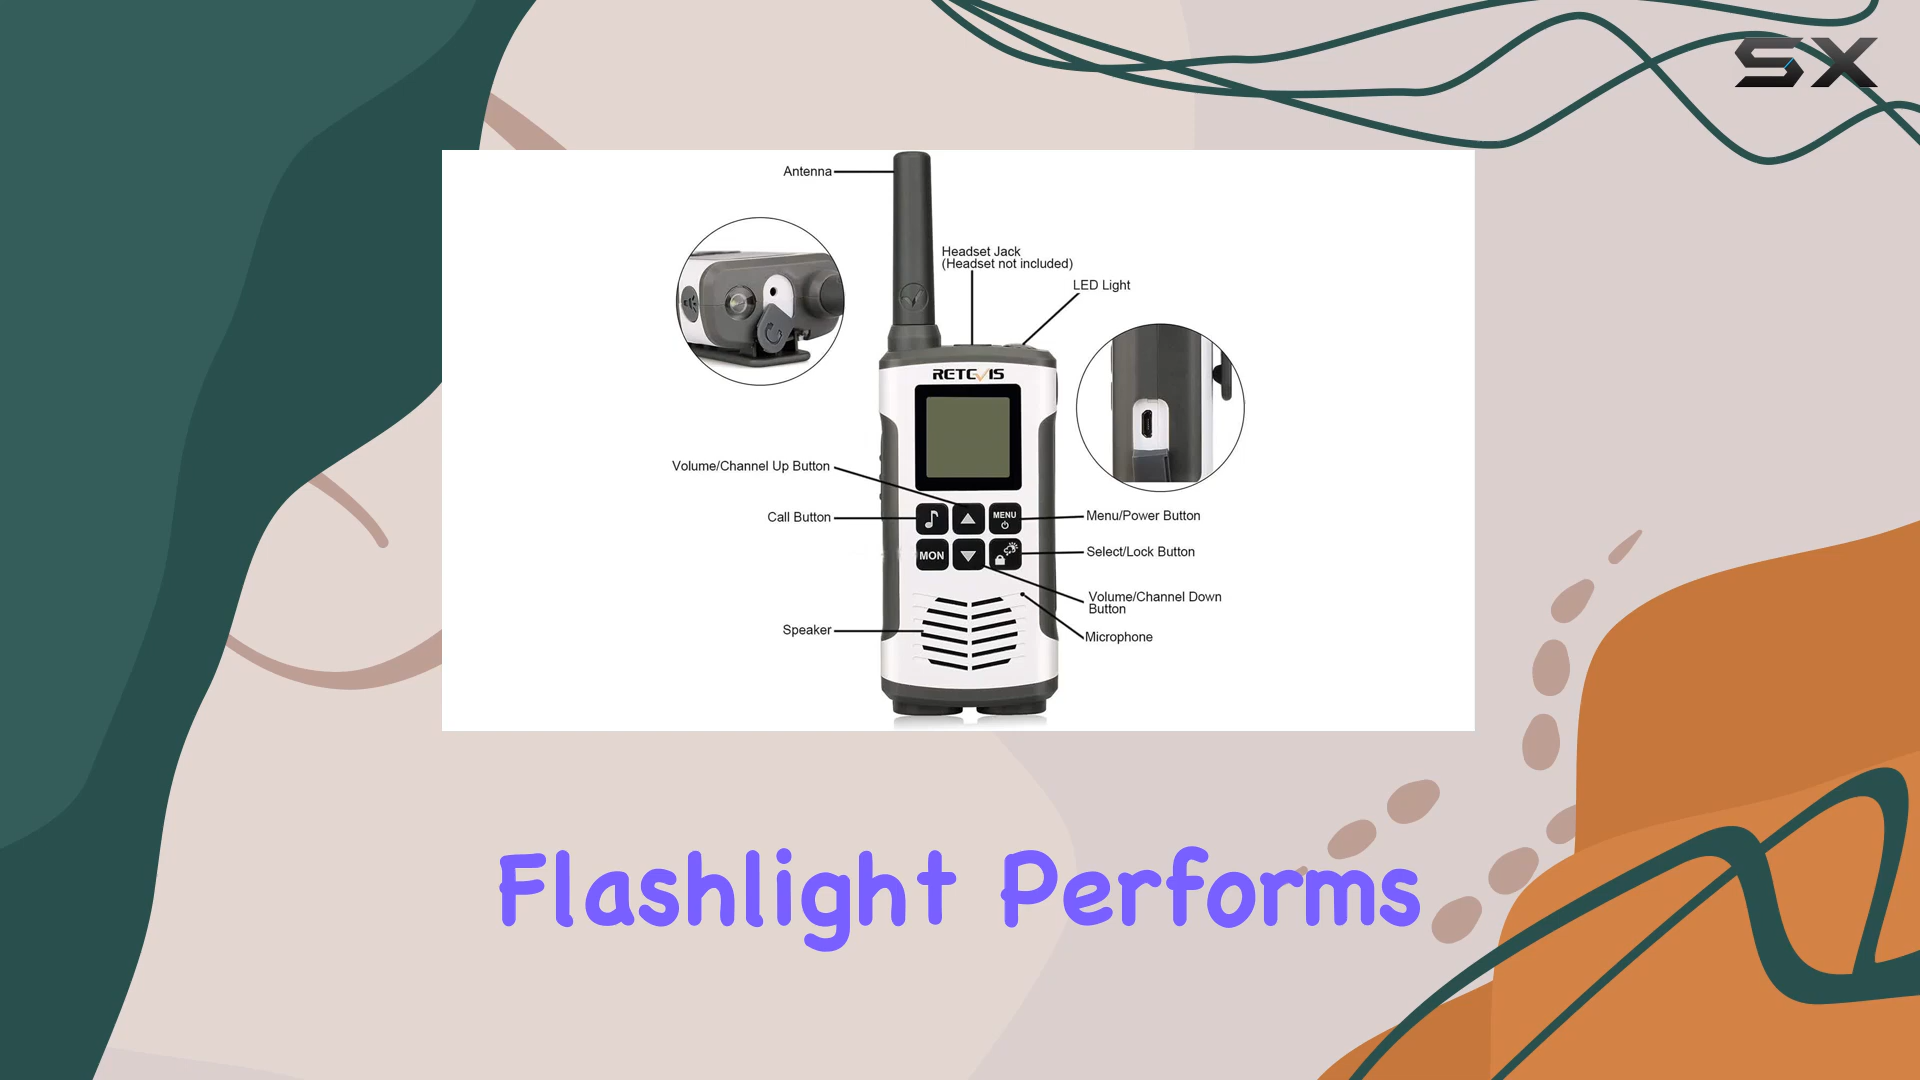 SX
Antenna
Headset Jack
(Headset not included)
LED Light
RETEVIS
Volume/Channel Up Button
Call Button
MENU
Menu/Power Button
MON
Select/Lock Button
Volume/Channel Down
Button
Speaker
Microphone
Flashlight Performs